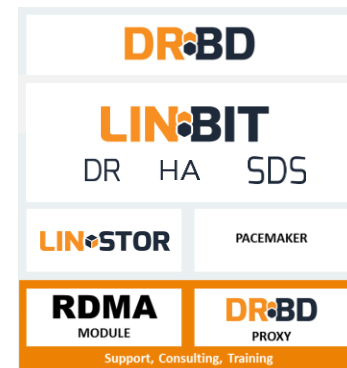 DRBD
LINBIT
DR HA SDS
LINSTOR
PACEMAKER
RDMA
MODULE
DRBD
PROXY
Support, Consulting, Training